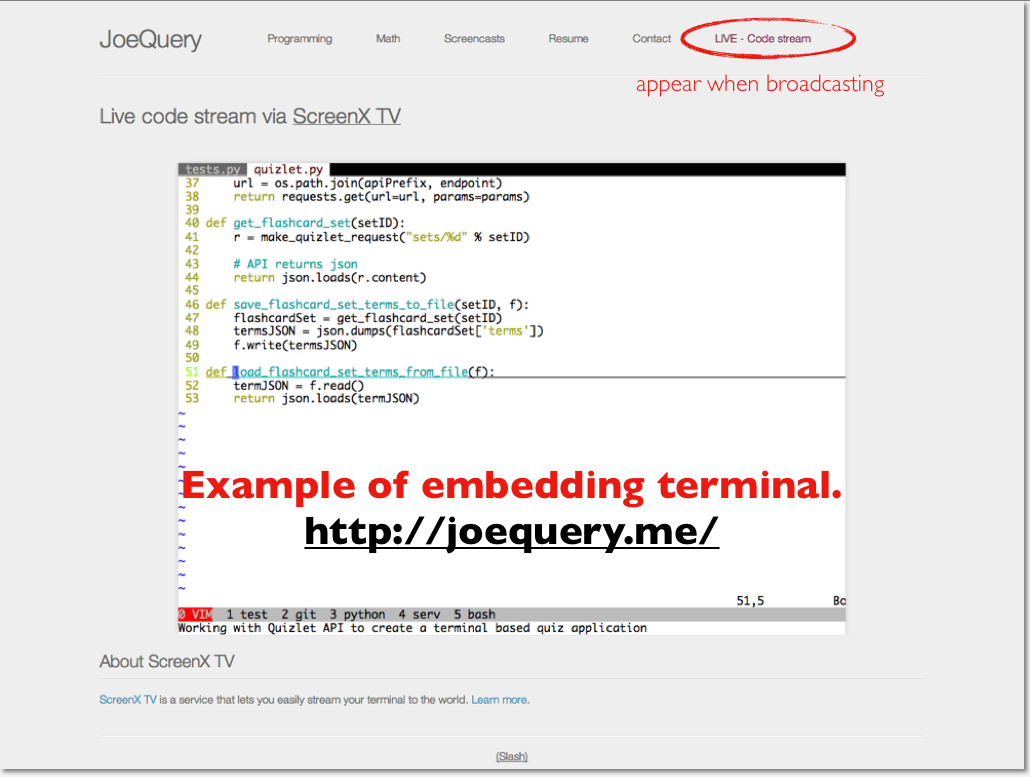 JoeQuery Programming Math Screencasts Resume Contact LIVE - Code stream
appear when broadcasting
Live code stream via ScreenX TV
tests.py quizlet.py
37     url = os.path.join(apiPrefix, endpoint)
38     return requests.get(url=url, params=params)
39
40 def get_flashcard_set(setID):
41     r = make_quizlet_request("sets/%d" % setID)
42
43     # API returns json
44     return json.loads(r.content)
45
46 def save_flashcard_set_terms_to_file(setID, f):
47     flashcardSet = get_flashcard_set(setID)
48     termsJSON = json.dumps(flashcardSet['terms'])
49     f.write(termsJSON)
50
51 def load_flashcard_set_terms_from_file(f):
52     termJSON = f.read()
53     return json.loads(termJSON)
~
~
~
~
~
Example of embedding terminal.
~
~
http://joequery.me/
~
~
~
~
~
~
51,5 Bo
0 VIM 1 test 2 git 3 python 4 serv 5 bash
Working with Quizlet API to create a terminal based quiz application
About ScreenX TV
ScreenX TV is a service that lets you easily stream your terminal to the world. Learn more.
(Slash)